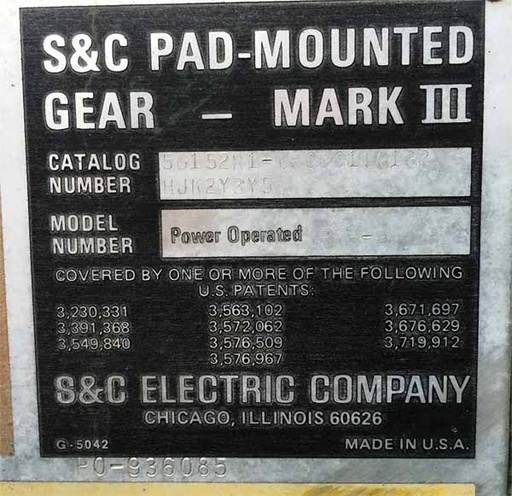 S&C PAD-MOUNTED
GEAR — MARK III
CATALOG
NUMBER
HJK2Y3Y5
MODEL
NUMBER
Power Operated
COVERED BY ONE OR MORE OF THE FOLLOWING
U.S. PATENTS:
3,230,331 3,563,102 3,671,697
3,391,368 3,572,062 3,676,629
3,549,840 3,576,509 3,719,912
3,576,967
S&C ELECTRIC COMPANY
CHICAGO, ILLINOIS 60626
G-5042 MADE IN U.S.A.
PO-936085